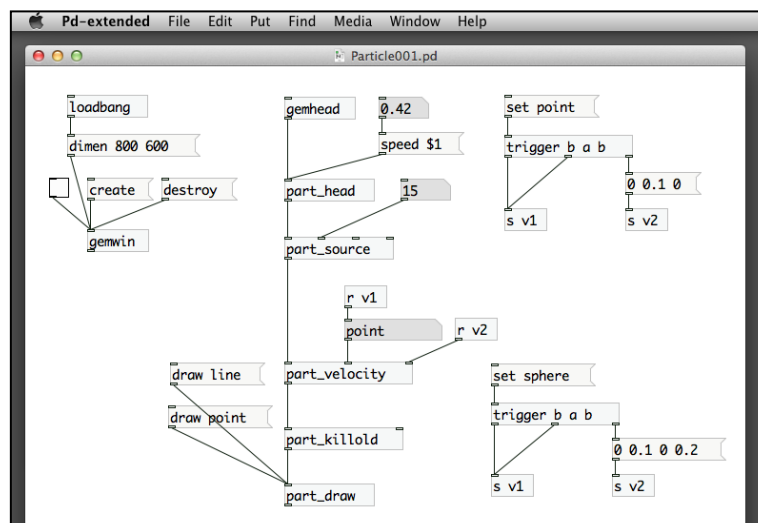 Pd-extended File Edit Put Find Media Window Help
Particle001.pd
loadbang
dimen 800 600
create
destroy
gemwin
gemhead
0.42
speed $1
part_head
15
part_source
r v1
point
r v2
part_velocity
draw line
draw point
part_killold
part_draw
set point
trigger b a b
0 0.1 0
s v1
s v2
set sphere
trigger b a b
0 0.1 0 0.2
s v1
s v2